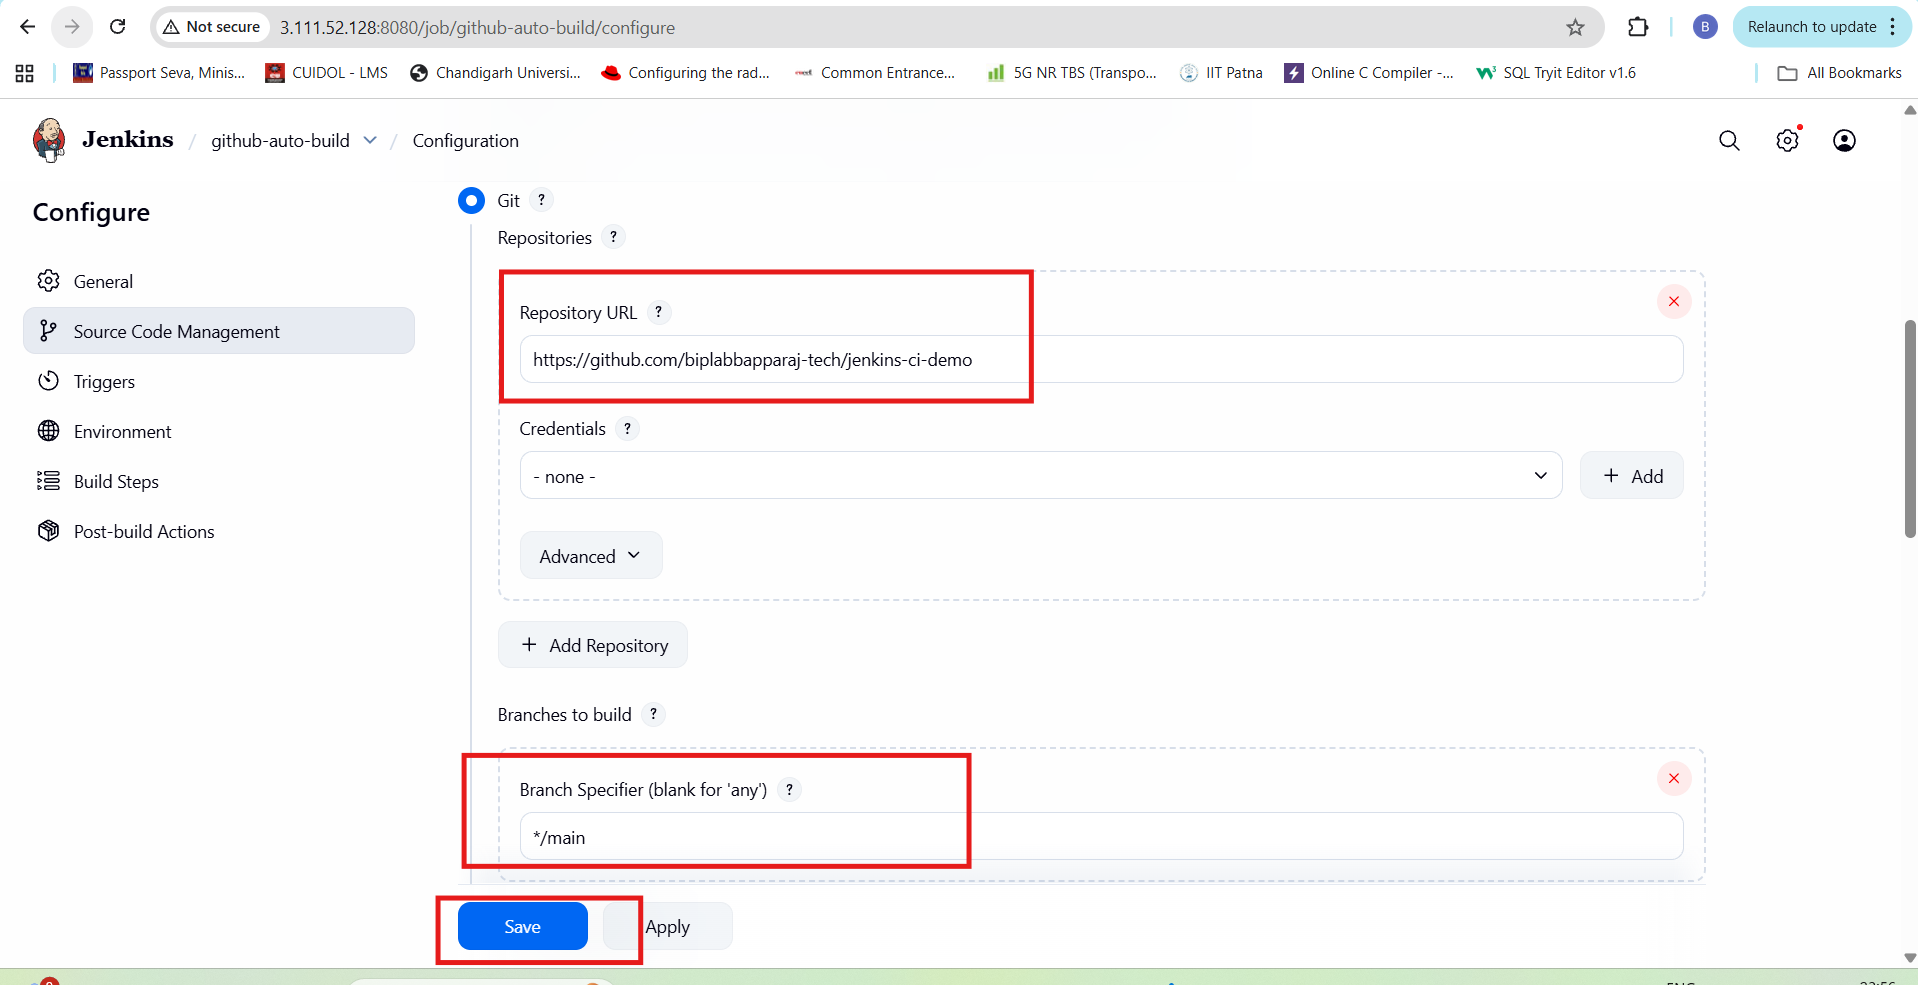 Not secure 3.111.52.128:8080/job/github-auto-build/configure B Relaunch to update
Passport Seva, Minis... CUIDOL - LMS Chandigarh Universi... Configuring the rad... Common Entrance... 5G NR TBS (Transpo... IIT Patna Online C Compiler -... SQL Tryit Editor v1.6 All Bookmarks
Jenkins / github-auto-build / Configuration
Configure
General
Source Code Management
Triggers
Environment
Build Steps
Post-build Actions
Git ?
Repositories ?
Repository URL ?
https://github.com/biplabbapparaj-tech/jenkins-ci-demo
Credentials ?
- none -
+ Add
Advanced
+ Add Repository
Branches to build ?
Branch Specifier (blank for 'any') ?
*/main
Save Apply